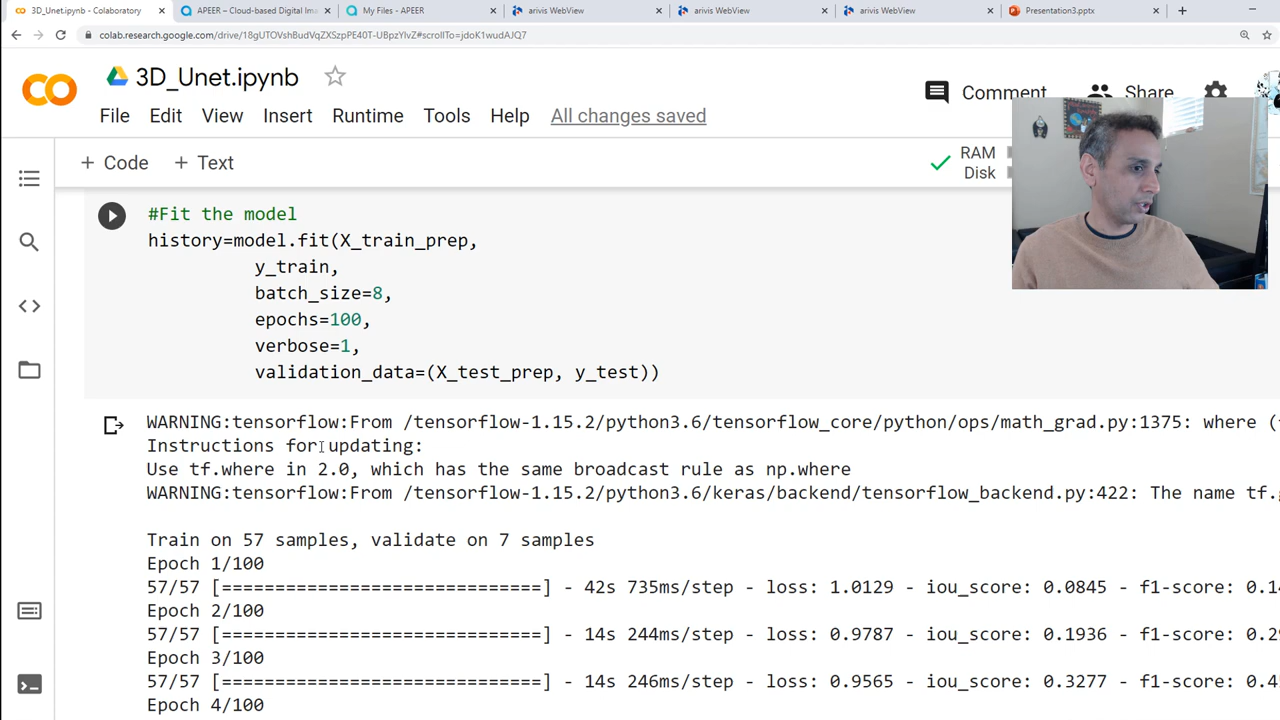 3D_Unet.ipynb - Colaboratory
APEER – Cloud-based Digital Ima
My Files - APEER
arivis WebView
arivis WebView
arivis WebView
Presentation3.pptx
colab.research.google.com/drive/18gUTOVshBudVqZXSzpPE40T-UBpzYlvZ#scrollTo=jdoK1wudAJQ7
CO
3D_Unet.ipynb
Comment
Share
File Edit View Insert Runtime Tools Help All changes saved
+ Code + Text
RAM
Disk
#Fit the model
history=model.fit(X_train_prep,
y_train,
batch_size=8,
epochs=100,
verbose=1,
validation_data=(X_test_prep, y_test))
WARNING:tensorflow:From /tensorflow-1.15.2/python3.6/tensorflow_core/python/ops/math_grad.py:1375: where (
Instructions for updating:
Use tf.where in 2.0, which has the same broadcast rule as np.where
WARNING:tensorflow:From /tensorflow-1.15.2/python3.6/keras/backend/tensorflow_backend.py:422: The name tf.
Train on 57 samples, validate on 7 samples
Epoch 1/100
57/57 [==============================] - 42s 735ms/step - loss: 1.0129 - iou_score: 0.0845 - f1-score: 0.1
Epoch 2/100
57/57 [==============================] - 14s 244ms/step - loss: 0.9787 - iou_score: 0.1936 - f1-score: 0.2
Epoch 3/100
57/57 [==============================] - 14s 246ms/step - loss: 0.9565 - iou_score: 0.3277 - f1-score: 0.4
Epoch 4/100